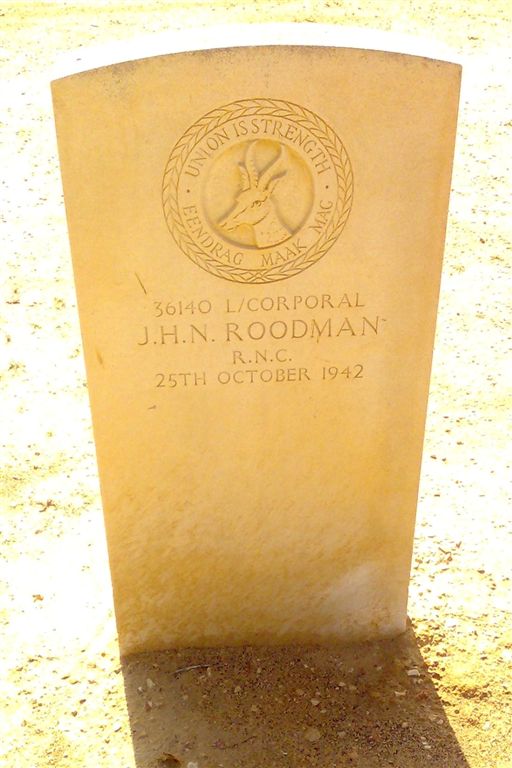 · UNION IS STRENGTH ·
EENDRAG MAAK MAG
36140 L/CORPORAL
J.H.N. ROODMAN
R.N.C.
25TH OCTOBER 1942